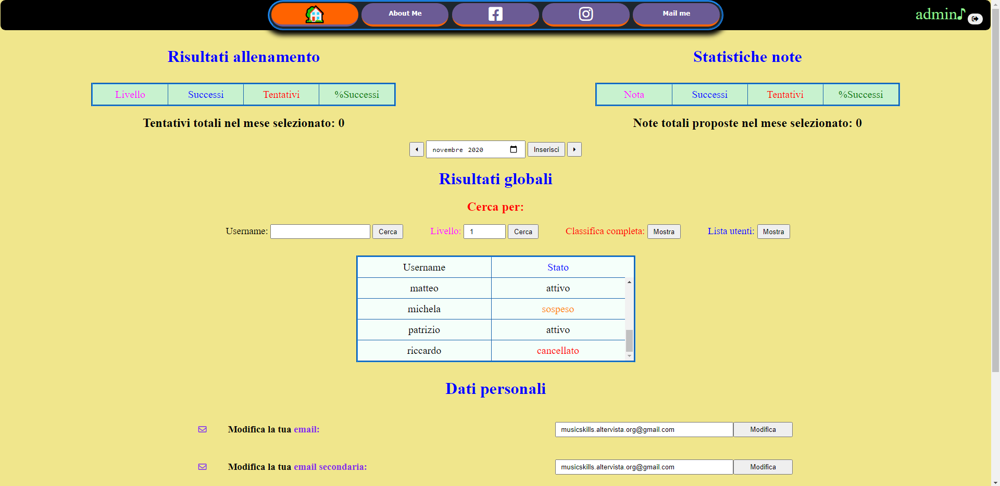 About Me
Mail me
admin
Risultati allenamento
Statistiche note
Livello Successi Tentativi %Successi
Nota Successi Tentativi %Successi
Tentativi totali nel mese selezionato: 0
Note totali proposte nel mese selezionato: 0
novembre 2020 Inserisci
Risultati globali
Cerca per:
Username: Cerca Livello: 1 Cerca Classifica completa: Mostra Lista utenti: Mostra
Username Stato
matteo attivo
michela sospeso
patrizio attivo
riccardo cancellato
Dati personali
Modifica la tua email: musicskills.altervista.org@gmail.com Modifica
Modifica la tua email secondaria: musicskills.altervista.org@gmail.com Modifica